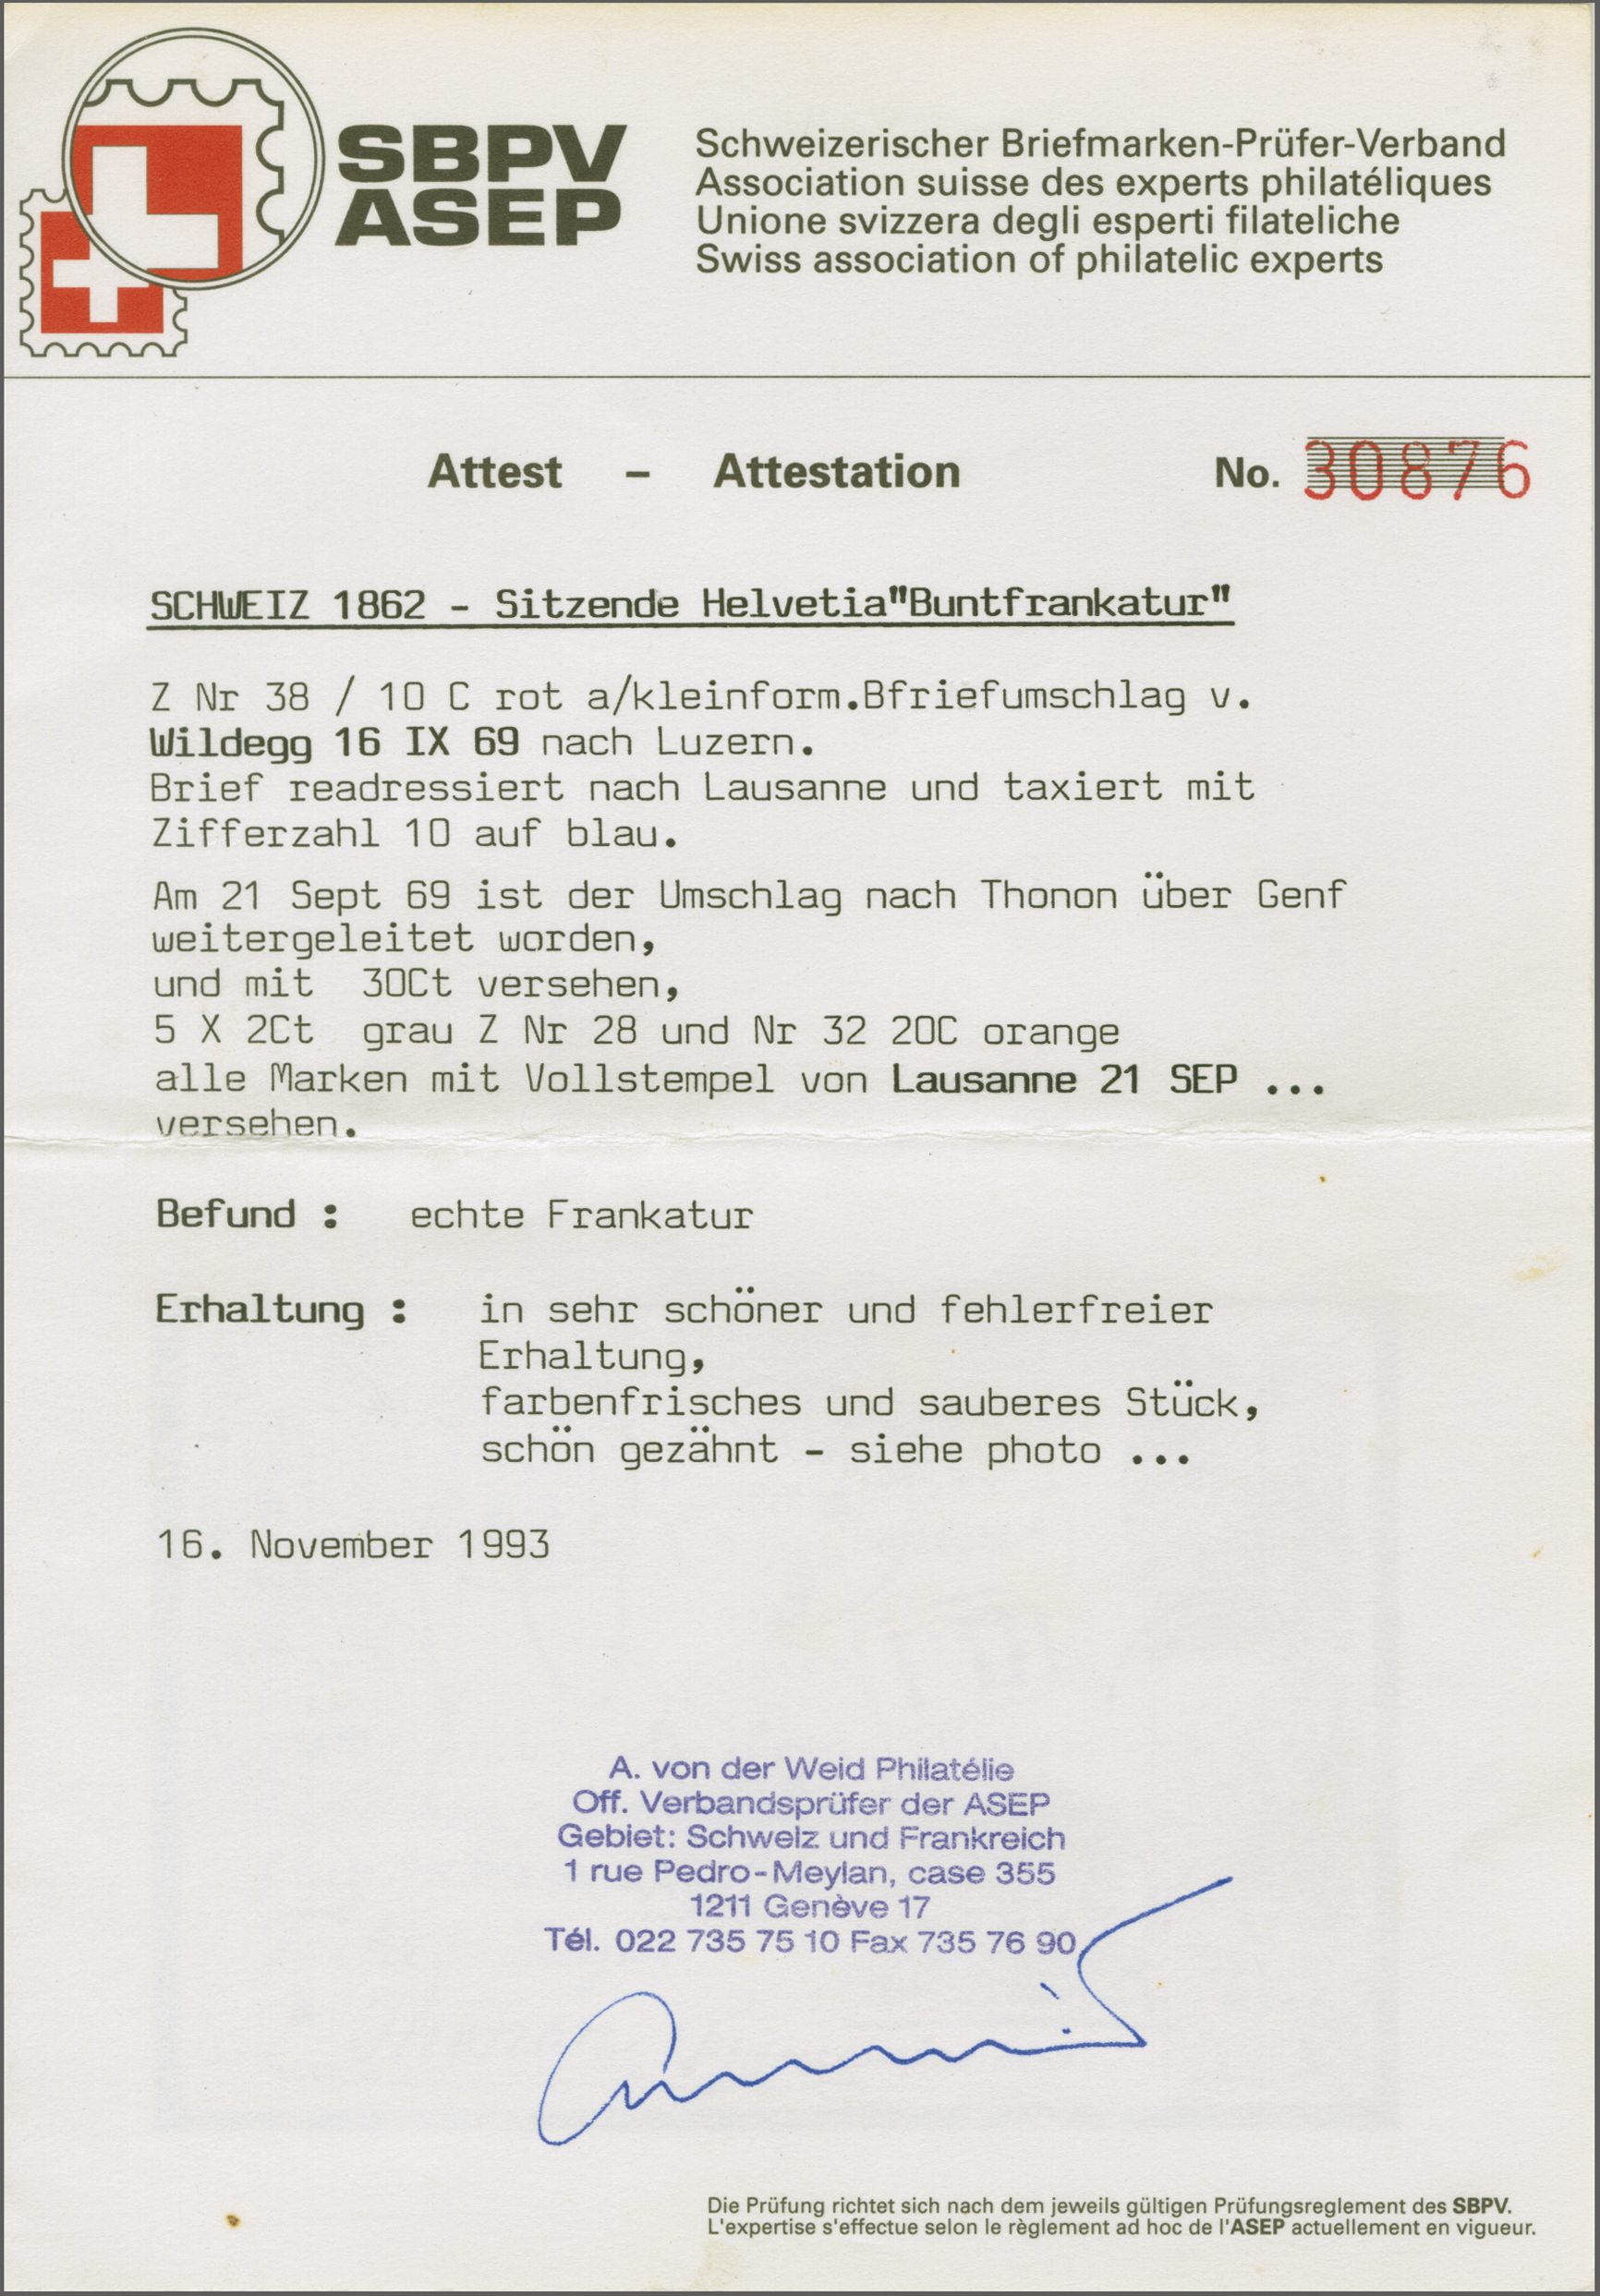 SBPV
ASEP
Schweizerischer Briefmarken-Prüfer-Verband
Association suisse des experts philatéliques
Unione svizzera degli esperti filateliche
Swiss association of philatelic experts
Attest – Attestation No. 30876
SCHWEIZ 1862 - Sitzende Helvetia"Buntfrankatur"
Z Nr 38 / 10 C rot a/kleinform.Bfriefumschlag v.
Wildegg 16 IX 69 nach Luzern.
Brief readressiert nach Lausanne und taxiert mit
Zifferzahl 10 auf blau.
Am 21 Sept 69 ist der Umschlag nach Thonon über Genf
weitergeleitet worden,
und mit 30Ct versehen,
5 X 2Ct grau Z Nr 28 und Nr 32 20C orange
alle Marken mit Vollstempel von Lausanne 21 SEP ...
versehen.
Befund : echte Frankatur
Erhaltung : in sehr schöner und fehlerfreier
Erhaltung,
farbenfrisches und sauberes Stück,
schön gezähnt - siehe photo ...
16. November 1993
A. von der Weid Philatélie
Off. Verbandsprüfer der ASEP
Gebiet: Schweiz und Frankreich
1 rue Pedro-Meylan, case 355
1211 Genève 17
Tél. 022 735 75 10 Fax 735 76 90
Die Prüfung richtet sich nach dem jeweils gültigen Prüfungsreglement des SBPV.
L'expertise s'effectue selon le règlement ad hoc de l'ASEP actuellement en vigueur.